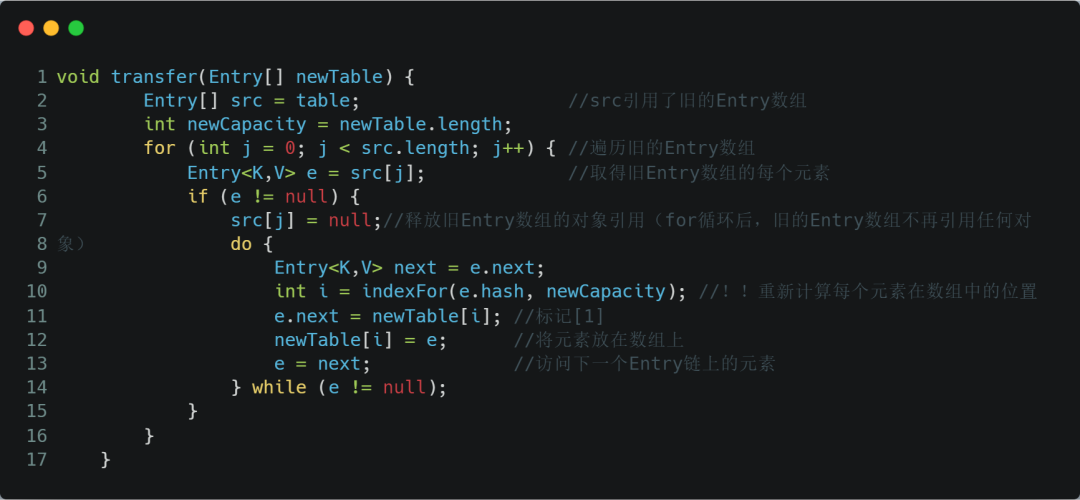 1 void transfer(Entry[] newTable) {
2         Entry[] src = table;                   //src引用了旧的Entry数组
3         int newCapacity = newTable.length;
4         for (int j = 0; j < src.length; j++) { //遍历旧的Entry数组
5             Entry<K,V> e = src[j];             //取得旧Entry数组的每个元素
6             if (e != null) {
7                 src[j] = null;//释放旧Entry数组的对象引用（for循环后，旧的Entry数组不再引用任何对
8 象）             do {
9                     Entry<K,V> next = e.next;
10                     int i = indexFor(e.hash, newCapacity); //！！重新计算每个元素在数组中的位置
11                     e.next = newTable[i]; //标记[1]
12                     newTable[i] = e;      //将元素放在数组上
13                     e = next;             //访问下一个Entry链上的元素
14                 } while (e != null);
15             }
16         }
17     }